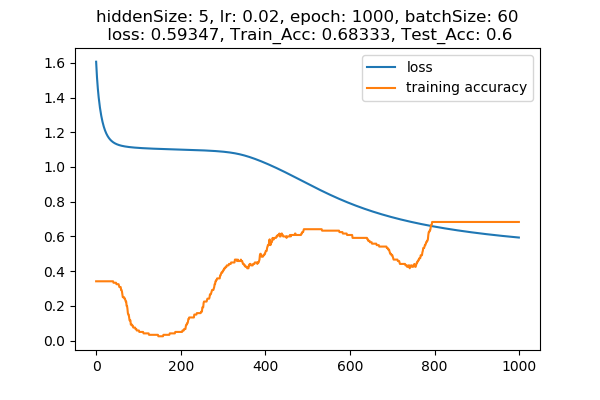 hiddenSize: 5, lr: 0.02, epoch: 1000, batchSize: 60
loss: 0.59347, Train_Acc: 0.68333, Test_Acc: 0.6
loss
training accuracy
1.6
1.4
1.2
1.0
0.8
0.6
0.4
0.2
0.0
0 200 400 600 800 1000